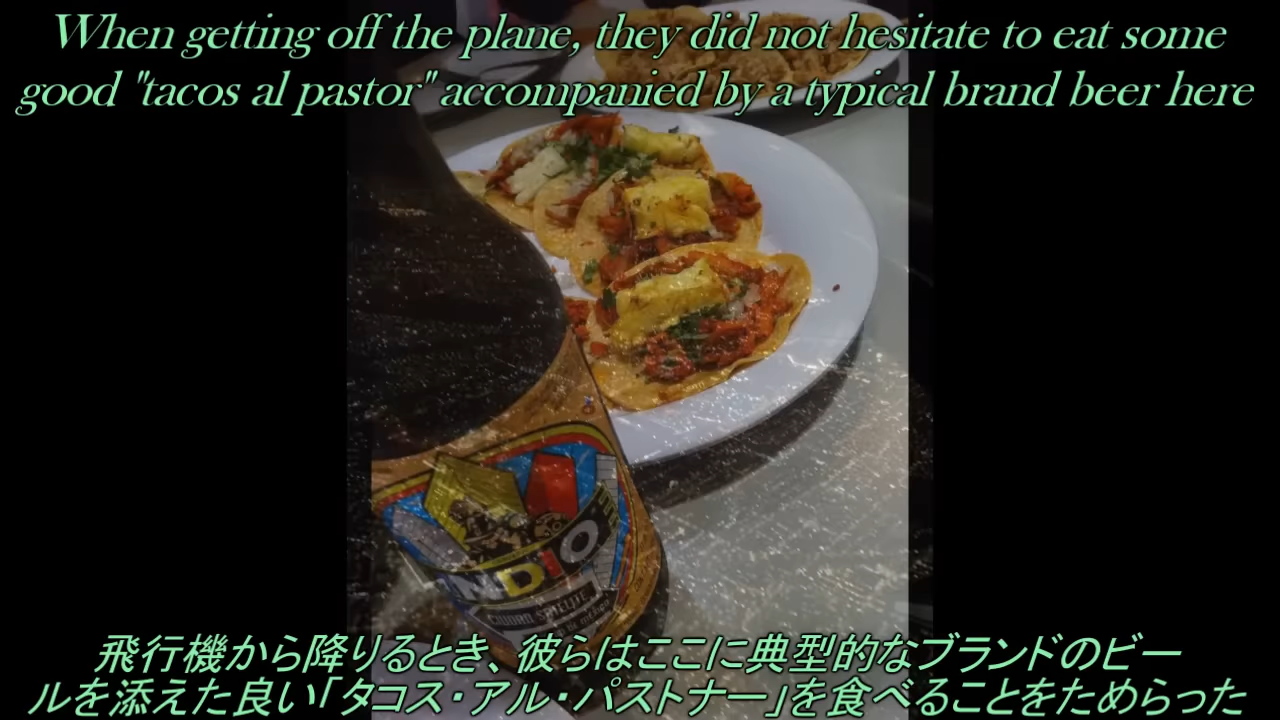 When getting off the plane, they did not hesitate to eat some
good "tacos al pastor" accompanied by a typical brand beer here
NDIO
CIUDAD SATÉLITE
飛行機から降りるとき、彼らはここに典型的なブランドのビー
ルを添えた良い「タコス・アル・パストナー」を食べることをためらった